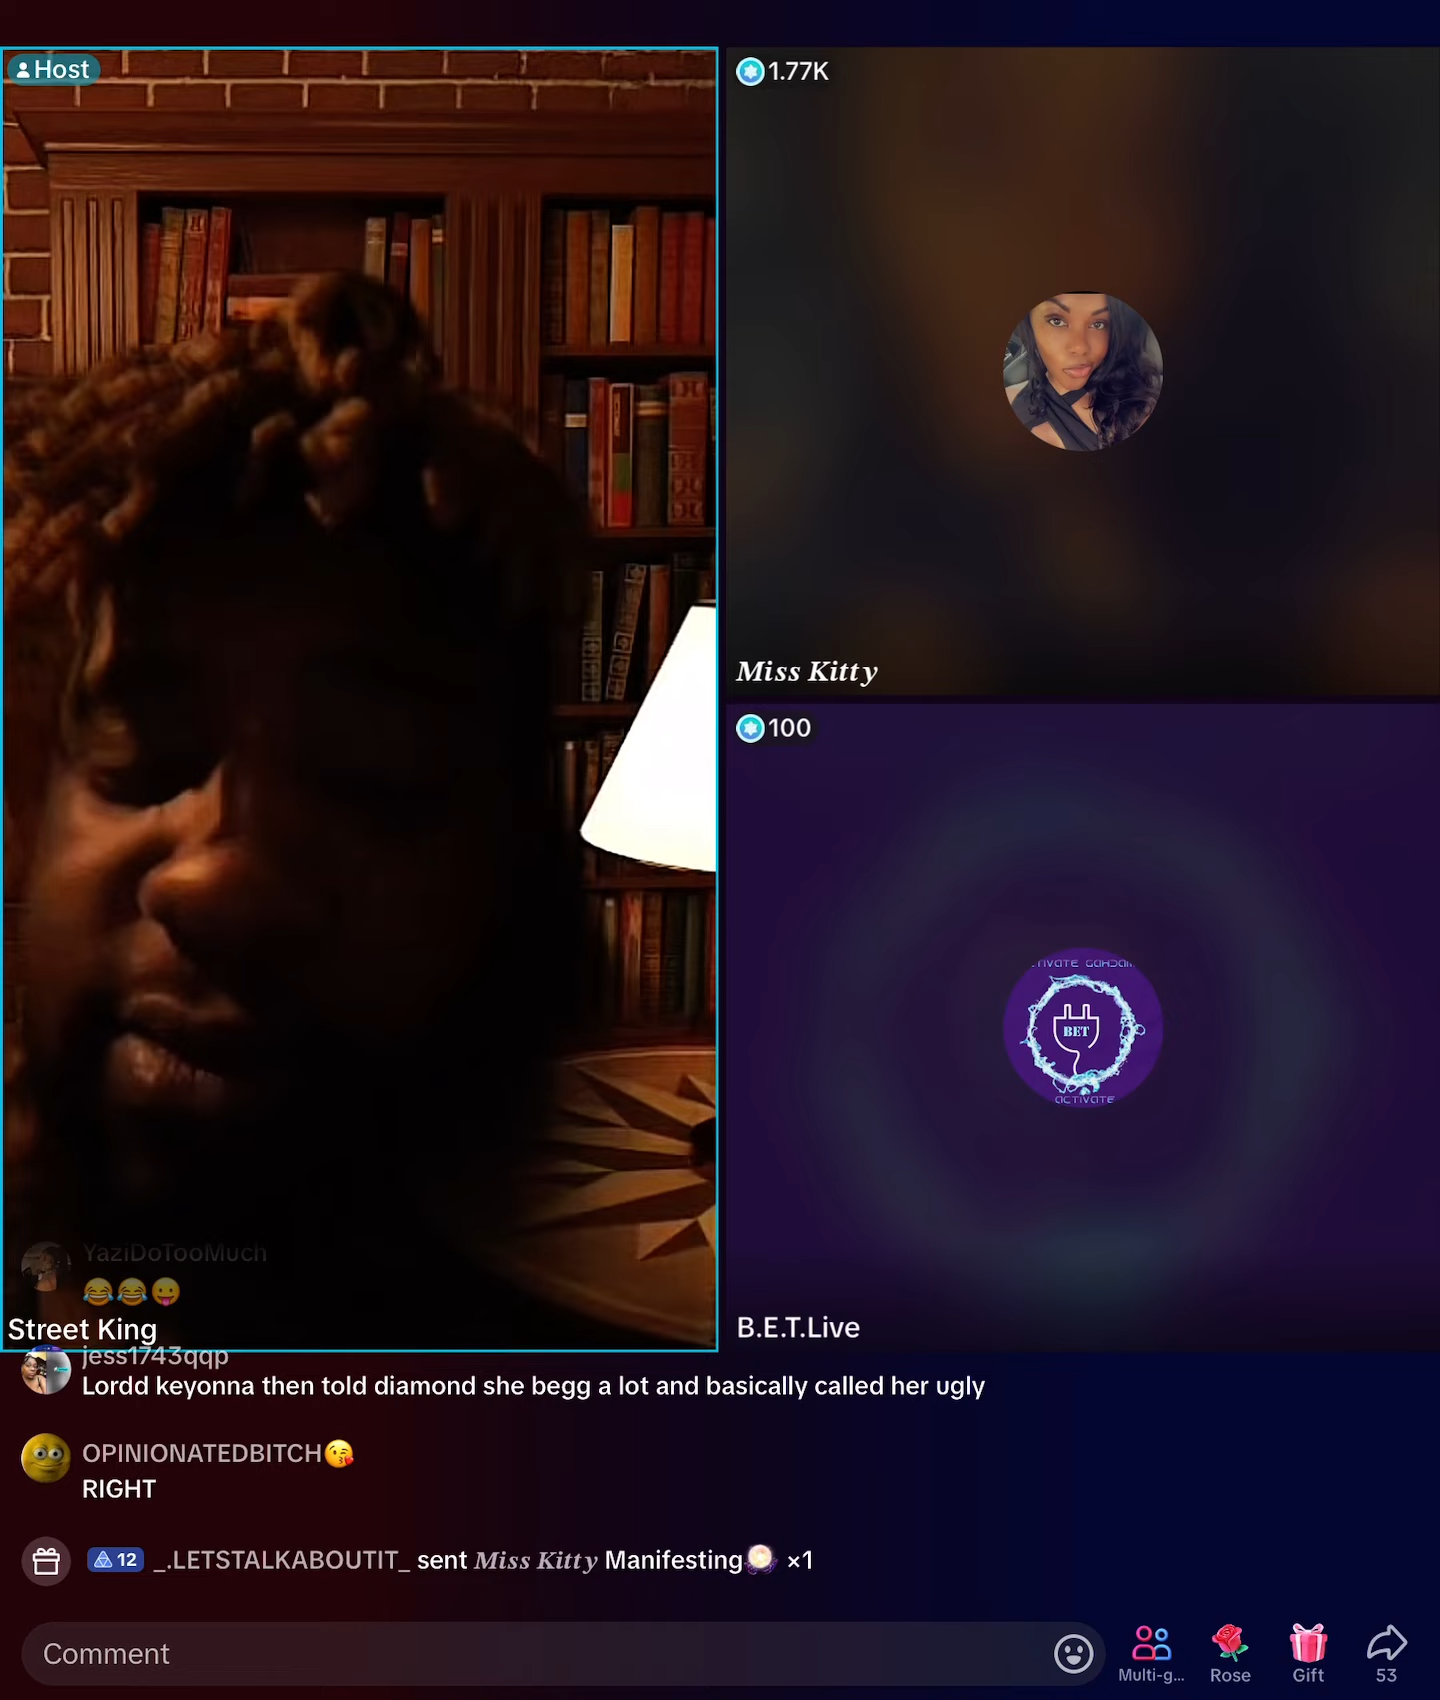 Host
1.77K
Miss Kitty
100
BET
ACTIVATE
B.E.T.Live
YaziDoTooMuch
😂😂😛
Street King
jess1743qqp
Lordd keyonna then told diamond she begg a lot and basically called her ugly
OPINIONATEDBITCH😘
RIGHT
12 _.LETSTALKABOUTIT_ sent Miss Kitty Manifesting ×1
Comment
Multi-g...
Rose
Gift
53